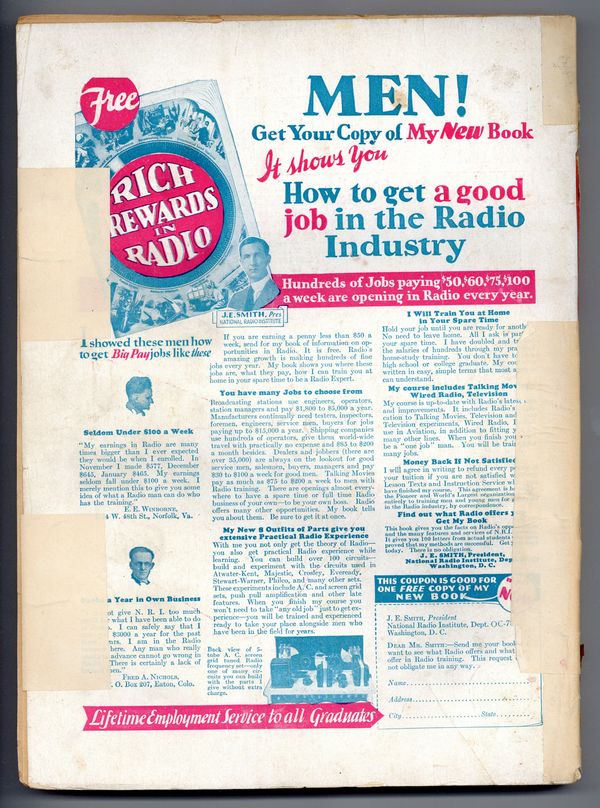 Free
RICH
REWARDS
IN
RADIO
J. E. SMITH, Pres
NATIONAL RADIO INSTITUTE
MEN!
Get Your Copy of My New Book
It shows You
How to get a good
job in the Radio
Industry
Hundreds of Jobs paying $50, $60, $75, $100
a week are opening in Radio every year.
I showed these men how
to get Big Pay jobs like these
Seldom Under $100 a Week
"My earnings in Radio are many
times bigger than I ever expected
they would be when I enrolled. In
November I made $577, December
$645, January $465. My earnings
seldom fall under $100 a week. I
merely mention this to give you some
idea of what a Radio man can do who
has the training."
E. E. WINBORNE,
W. 48th St., Norfolk, Va.
a Year in Own Business
not give N. R. I. too much
what I have been able to do
I can safely say that I
$3000 a year for the past
rs. I am in the Radio
here. Any man who really
advance cannot go wrong in
There is certainly a lack of
men."
FRED A. NICHOLS,
. O. Box 207, Eaton, Colo.
If you are earning a penny less than $50 a
week, send for my book of information on op-
portunities in Radio. It is free. Radio's
amazing growth is making hundreds of fine
jobs every year. My book shows you where these
jobs are, what they pay, how I can train you at
home in your spare time to be a Radio Expert.
You have many Jobs to choose from
Broadcasting stations use engineers, operators,
station managers and pay $1,800 to $5,000 a year.
Manufacturers continually need testers, inspectors,
foremen, engineers, service men, buyers for jobs
paying up to $15,000 a year. Shipping companies
use hundreds of operators, give them world-wide
travel with practically no expense and $85 to $200
a month besides. Dealers and jobbers (there are
over 35,000) are always on the lookout for good
service men, salesmen, buyers, managers and pay
$30 to $100 a week for good men. Talking Movies
pay as much as $75 to $200 a week to men with
Radio training. There are openings almost every-
where to have a spare time or full time Radio
business of your own—to be your own boss. Radio
offers many other opportunities. My book tells
you about them. Be sure to get it at once.
My New 8 Outfits of Parts give you
extensive Practical Radio Experience
With me you not only get the theory of Radio—
you also get practical Radio experience while
learning. You can build over 100 circuits—
build and experiment with the circuits used in
Atwater-Kent, Majestic, Crosley, Eveready,
Stewart-Warner, Philco, and many other sets.
These experiments include A/C. and screen grid
sets, push pull amplification and other late
features. When you finish my course you
won't need to take "any old job" just to get ex-
perience—you will be trained and experienced
ready to take your place alongside men who
have been in the field for years.
Back view of 5-
tube A. C. screen
grid tuned Radio
frequency set—only
one of many cir-
cuits you can build
with the parts I
give without extra
charge.
I Will Train You at Home
in Your Spare Time
Hold your job until you are ready for anoth
No need to leave home. All I ask is part
your spare time. I have doubled and t
the salaries of hundreds through my pra
home-study training. You don't have t
high school or college graduate. My cou
written in easy, simple terms that most a
can understand.
My course includes Talking Mov
Wired Radio, Television
My course is up-to-date with Radio's latest
and improvements. It includes Radio's
cation to Talking Movies, Television and
Television experiments, Wired Radio, I
use in Aviation, in addition to fitting y
many other lines. When you finish you
be a "one job" man. You will be train
many jobs.
Money Back If Not Satisfied
I will agree in writing to refund every p
your tuition if you are not satisfied w
Lesson Texts and Instruction Service w
have finished my course. This agreement is b
the Pioneer and World's Largest organization
entirely to training men and young men for g
in the Radio industry, by correspondence.
Find out what Radio offers y
Get My Book
This book gives you the facts on Radio's oppo
and the many features and services of N.R.I.
It gives you 100 letters from actual students
proved that my methods are successful. Get
today. There is no obligation.
J. E. SMITH, President,
National Radio Institute, Dep
Washington, D. C.
THIS COUPON IS GOOD FOR
ONE FREE COPY OF MY
NEW BOOK
J. E. SMITH, President
National Radio Institute, Dept. OC-7
Washington, D. C.
DEAR MR. SMITH:—Send me your book
want to see what Radio offers and what
offer in Radio training. This request
not obligate me in any way.
Name
Address
City State
Lifetime Employment Service to all Graduates